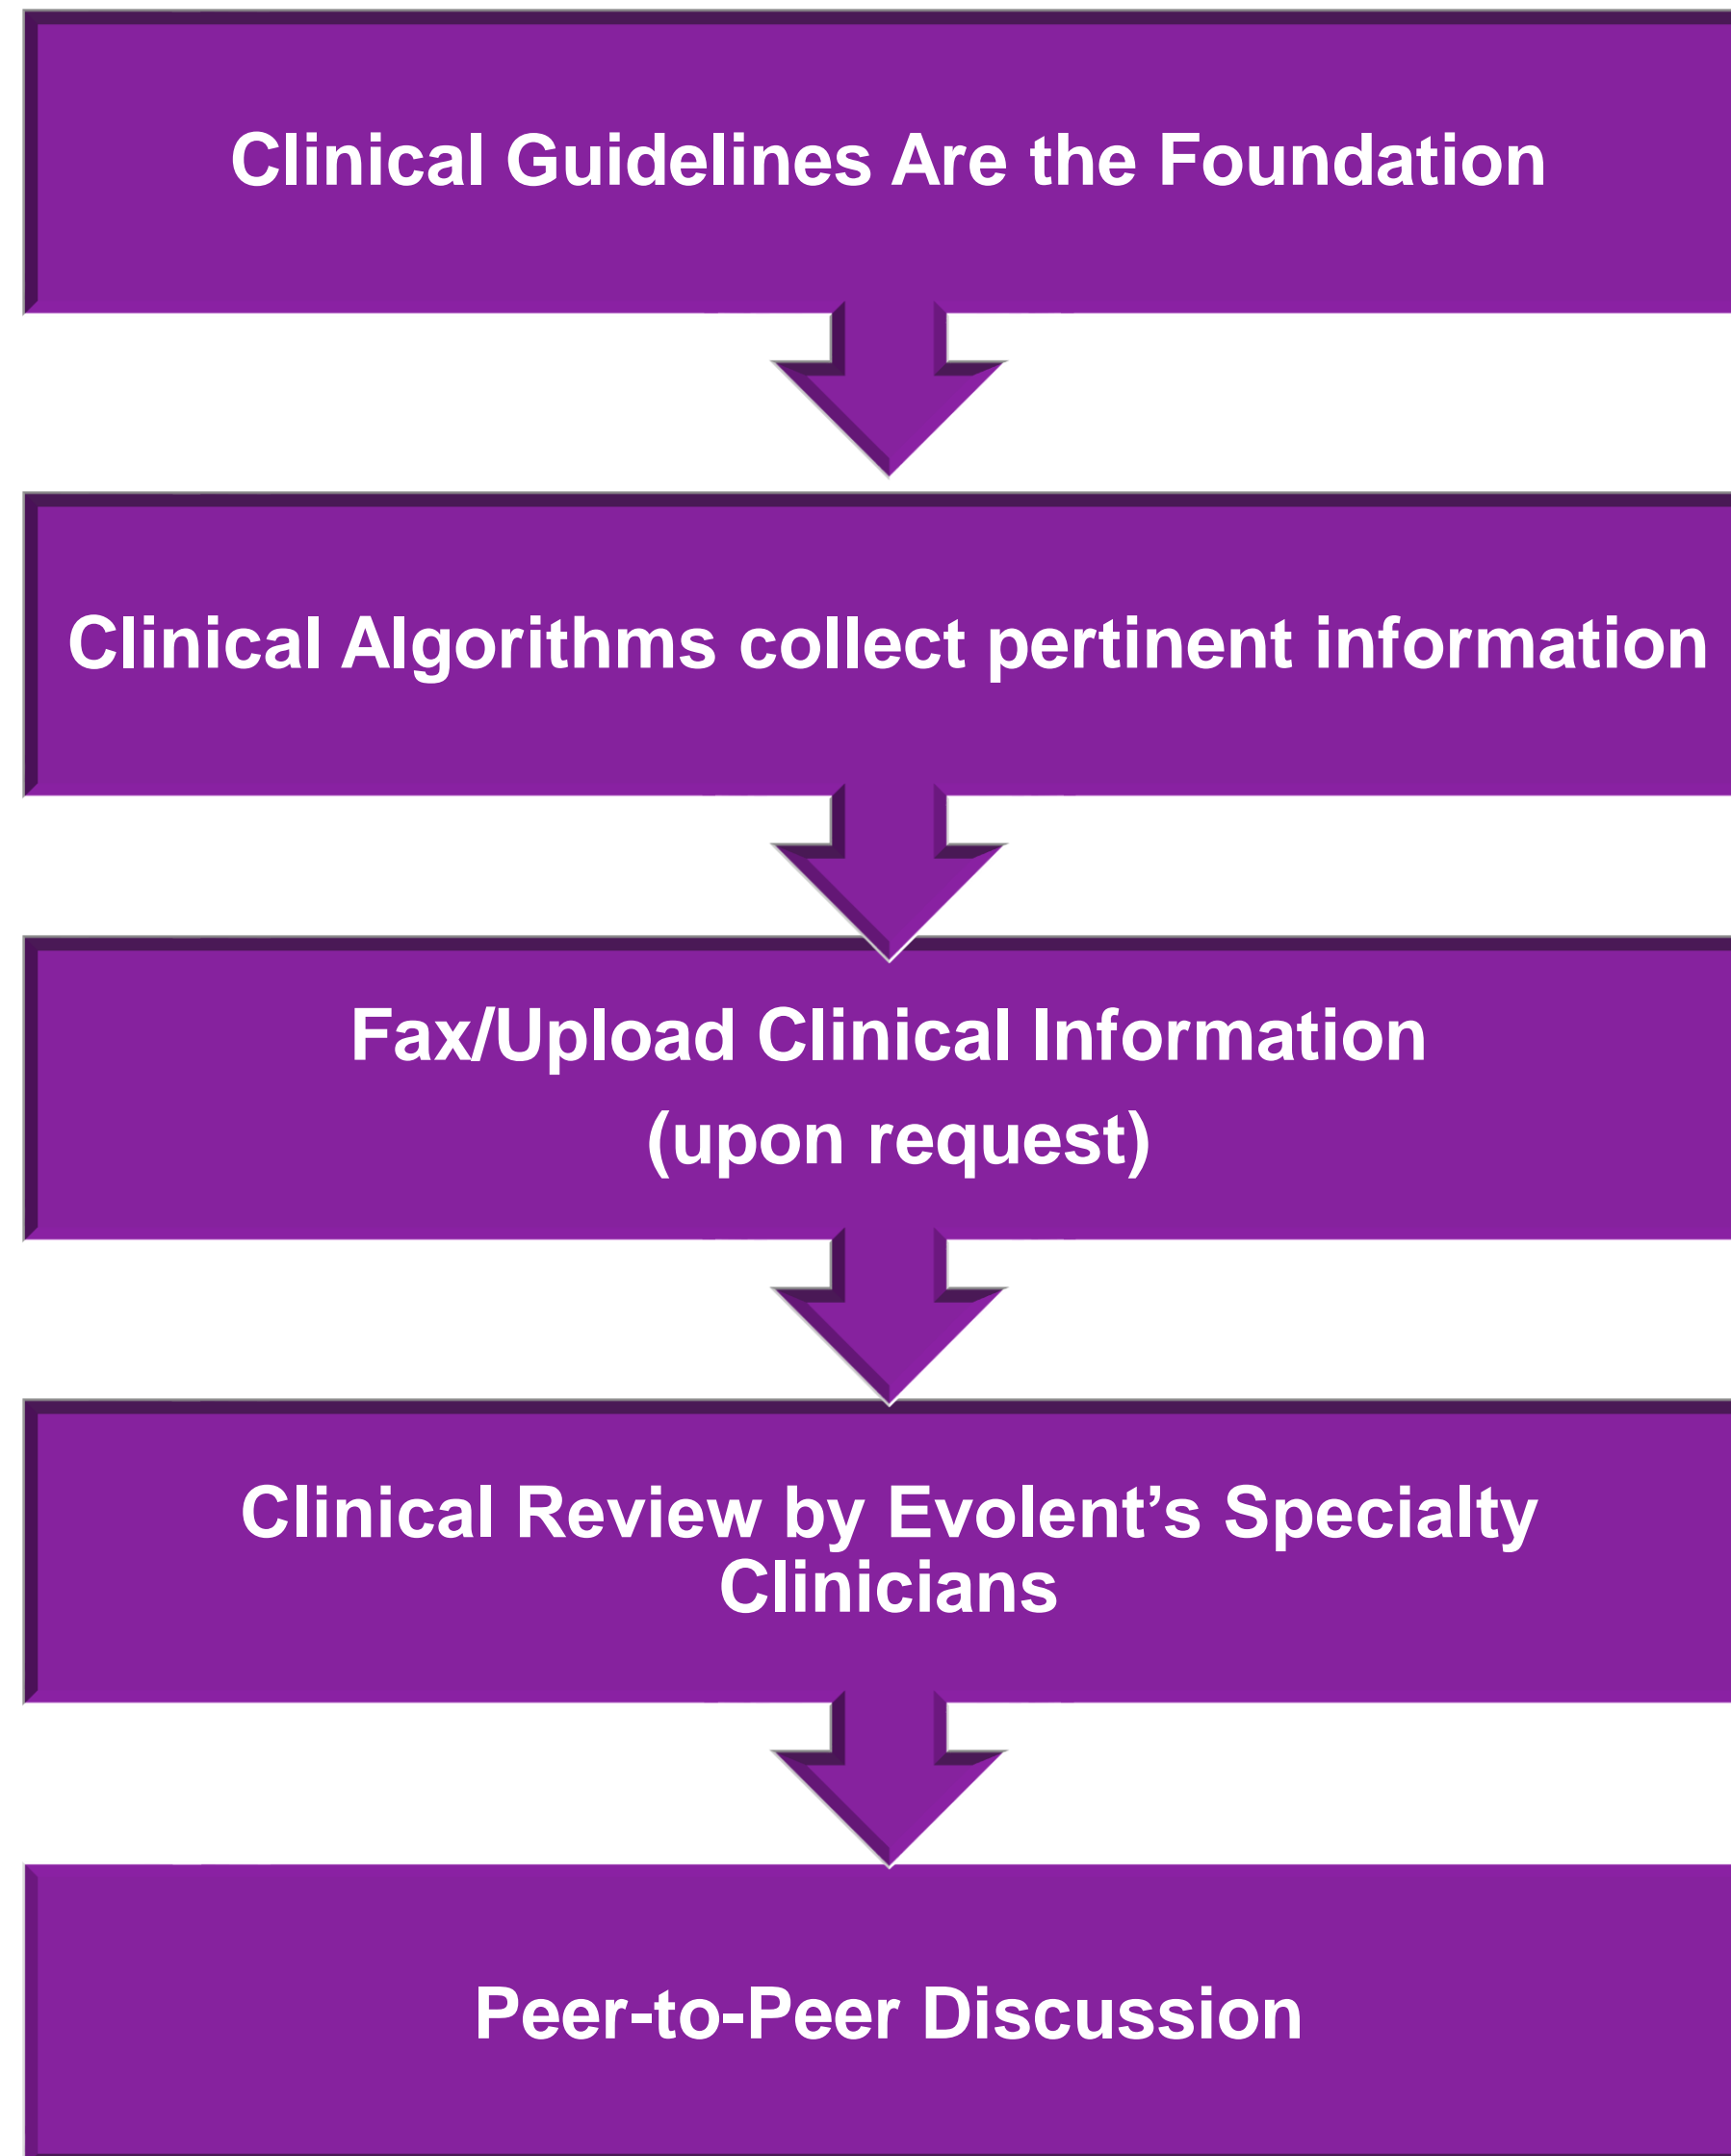 Clinical Guidelines Are the Foundation
Clinical Algorithms collect pertinent information
Fax/Upload Clinical Information
(upon request)
Clinical Review by Evolent’s Specialty
Clinicians
Peer-to-Peer Discussion